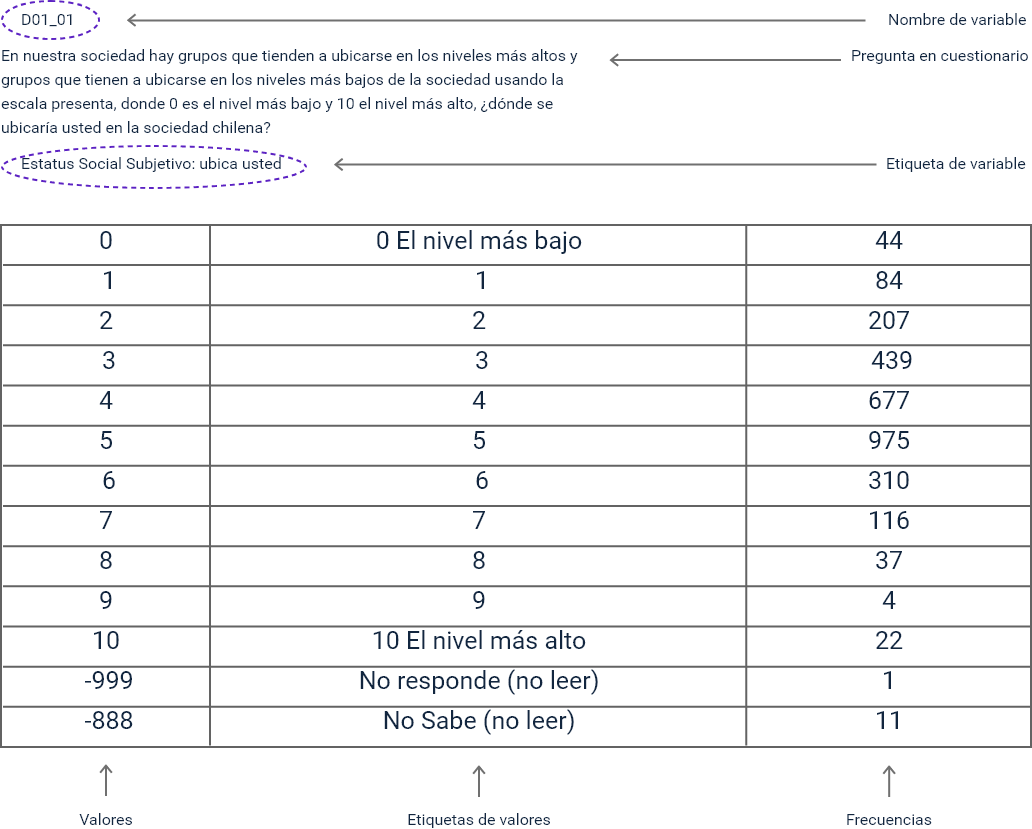 D01_01 Nombre de variable
En nuestra sociedad hay grupos que tienden a ubicarse en los niveles más altos y Pregunta en cuestionario
grupos que tienen a ubicarse en los niveles más bajos de la sociedad usando la
escala presenta, donde 0 es el nivel más bajo y 10 el nivel más alto, ¿dónde se
ubicaría usted en la sociedad chilena?
Estatus Social Subjetivo: ubica usted Etiqueta de variable
0 0 El nivel más bajo 44
1 1 84
2 2 207
3 3 439
4 4 677
5 5 975
6 6 310
7 7 116
8 8 37
9 9 4
10 10 El nivel más alto 22
-999 No responde (no leer) 1
-888 No Sabe (no leer) 11
Valores Etiquetas de valores Frecuencias